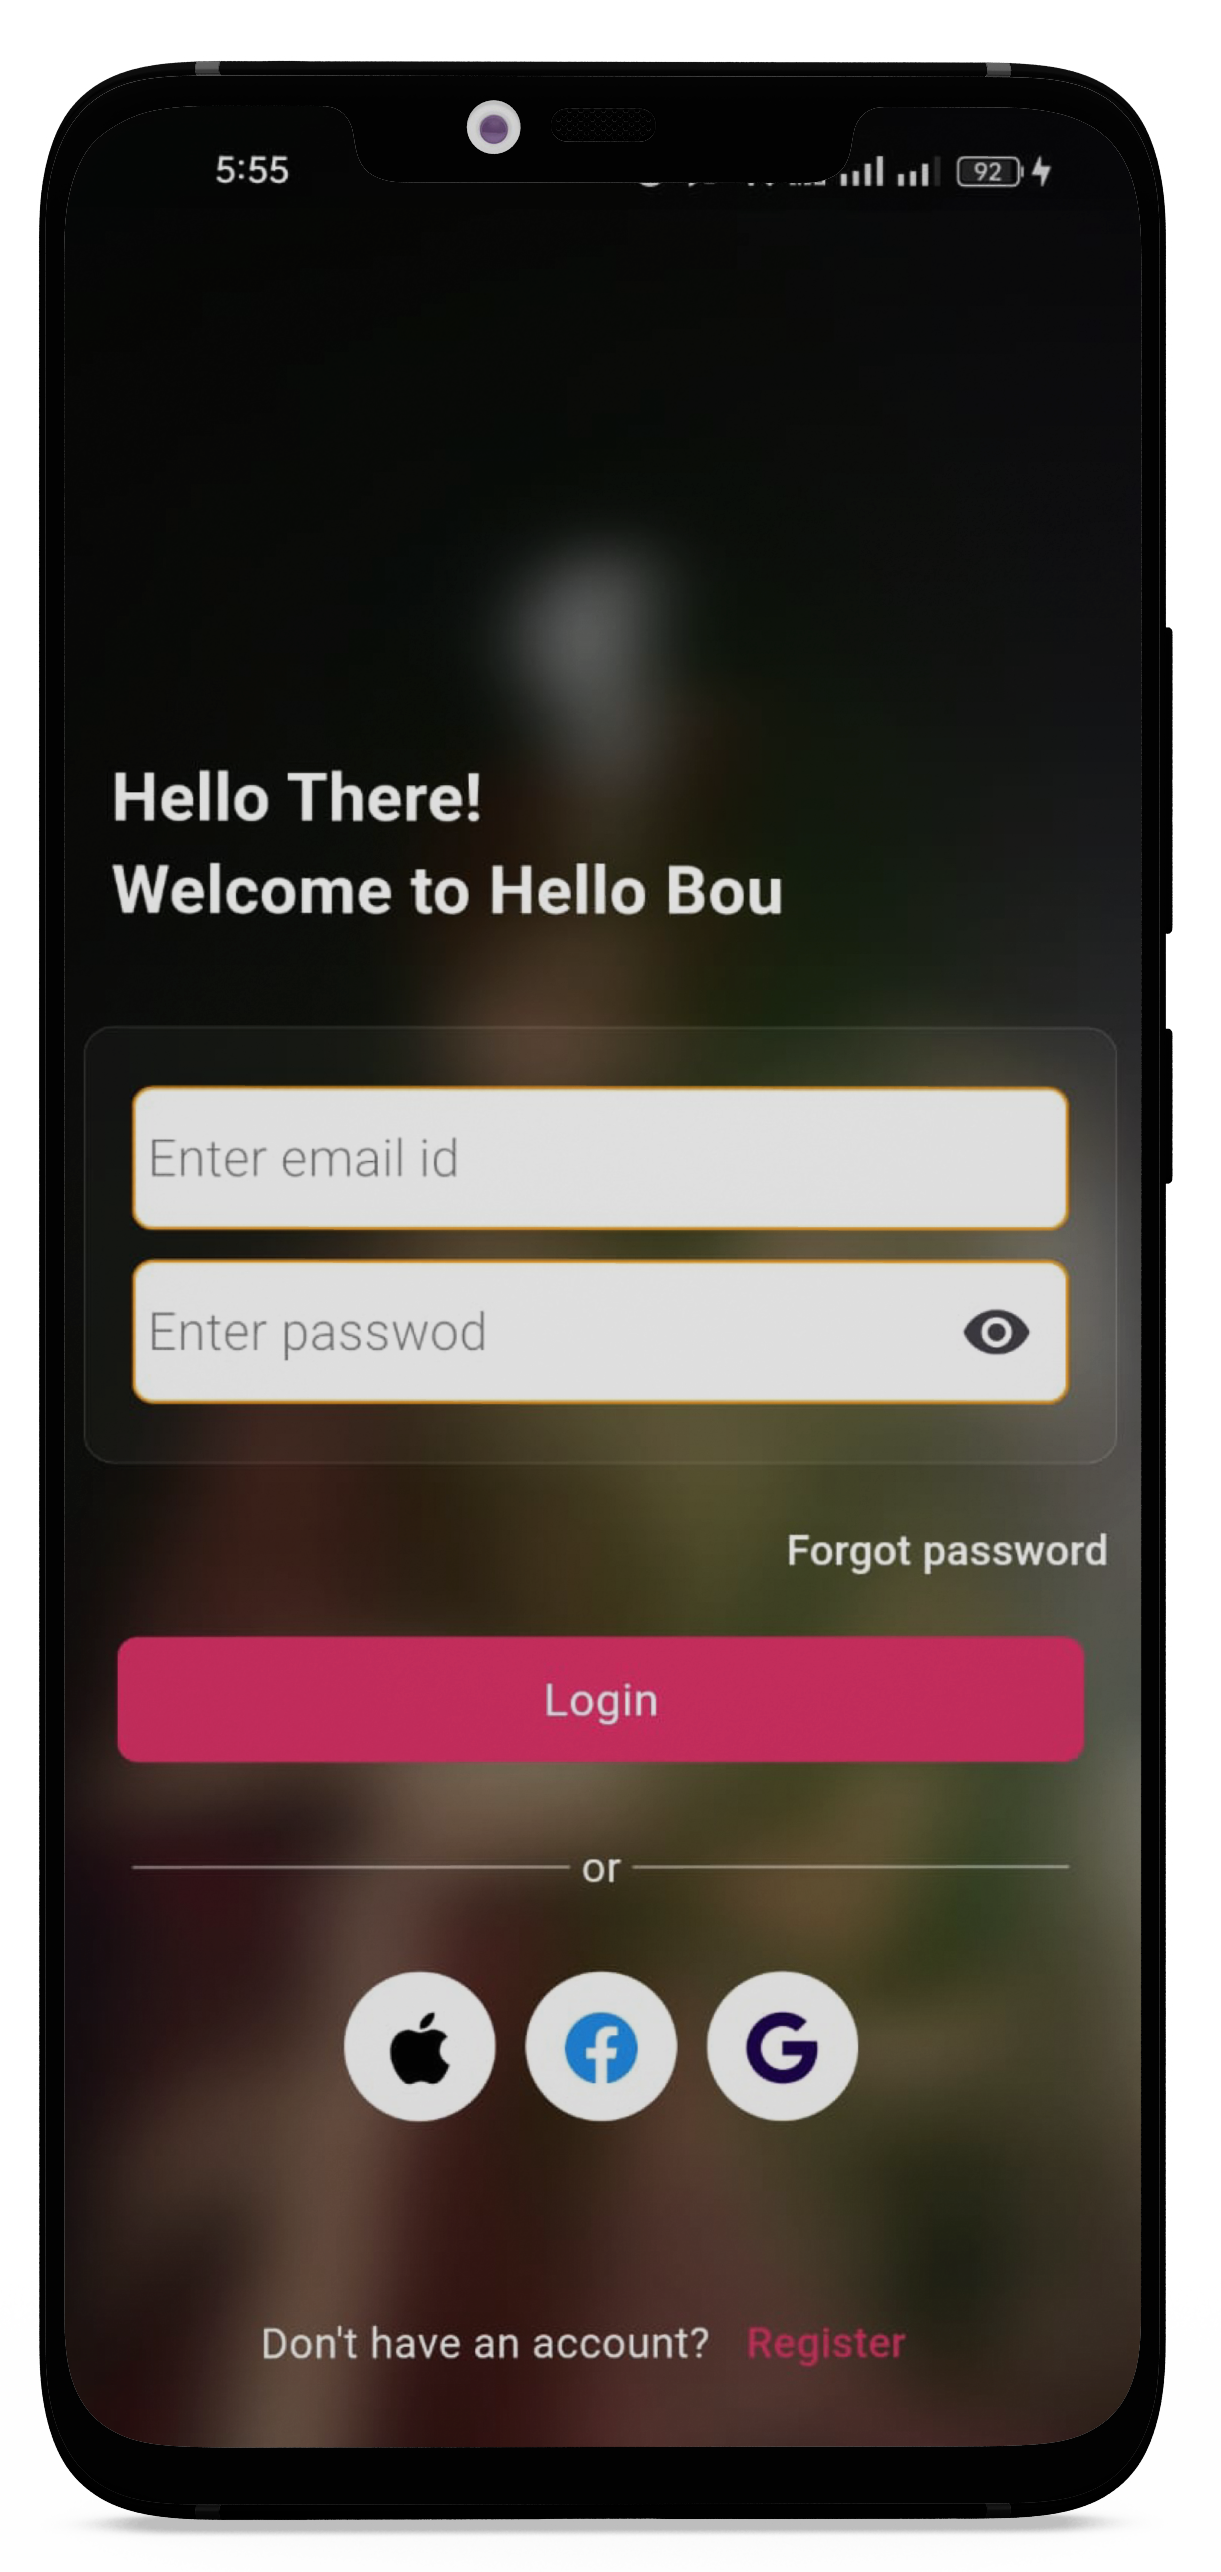 5:55 92
Hello There!
Welcome to Hello Bou
Enter email id
Enter passwod
Forgot password
Login
or
Don't have an account? Register